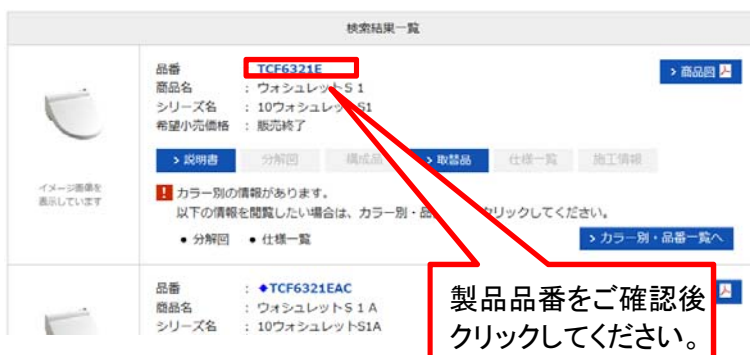 検索結果一覧
品番 TCF6321E
> 商品図
商品名 : ウォシュレットS1
シリーズ名 : 10ウォシュレットS1
希望小売価格 : 販売終了
> 説明書 分解図 構成品 > 取替品 仕様一覧 施工情報
イメージ画像を
表示しています
! カラー別の情報があります。
以下の情報を閲覧したい場合は、カラー別・品 クリックしてください。
● 分解図 ● 仕様一覧
> カラー別・品番一覧へ
品番 : ◆TCF6321EAC
商品名 : ウォシュレットS1A
シリーズ名 : 10ウォシュレットS1A
製品品番をご確認後
クリックしてください。